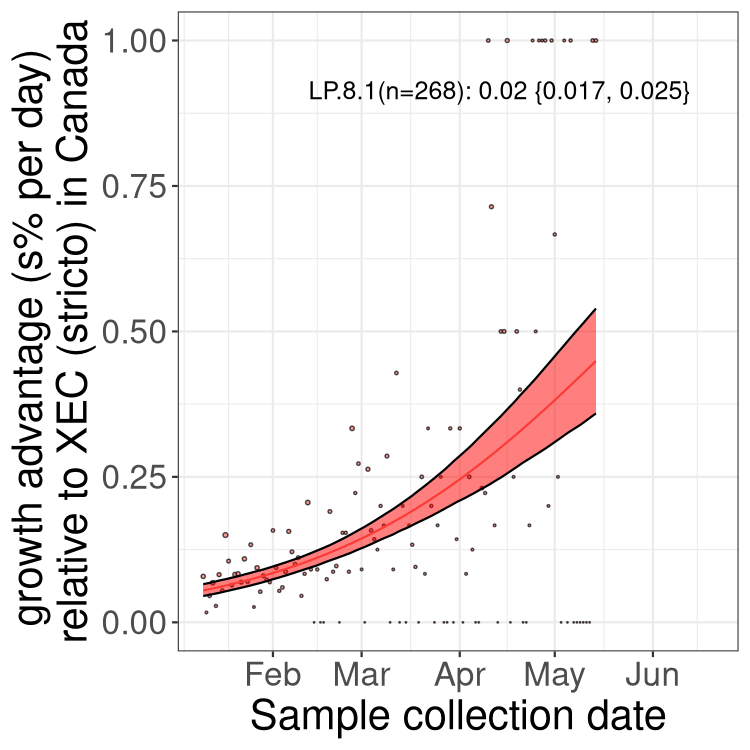 growth advantage (s% per day)
relative to XEC (stricto) in Canada
1.00
0.75
0.50
0.25
0.00
LP.8.1(n=268): 0.02 {0.017, 0.025}
Feb Mar Apr May Jun
Sample collection date